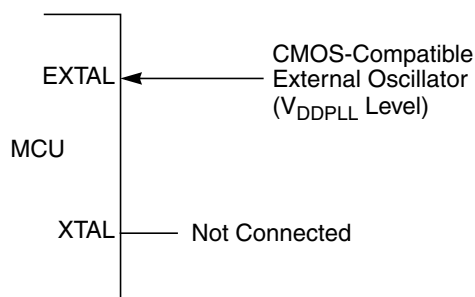 EXTAL
CMOS-Compatible
External Oscillator
(VDDPLL Level)
MCU
XTAL
Not Connected